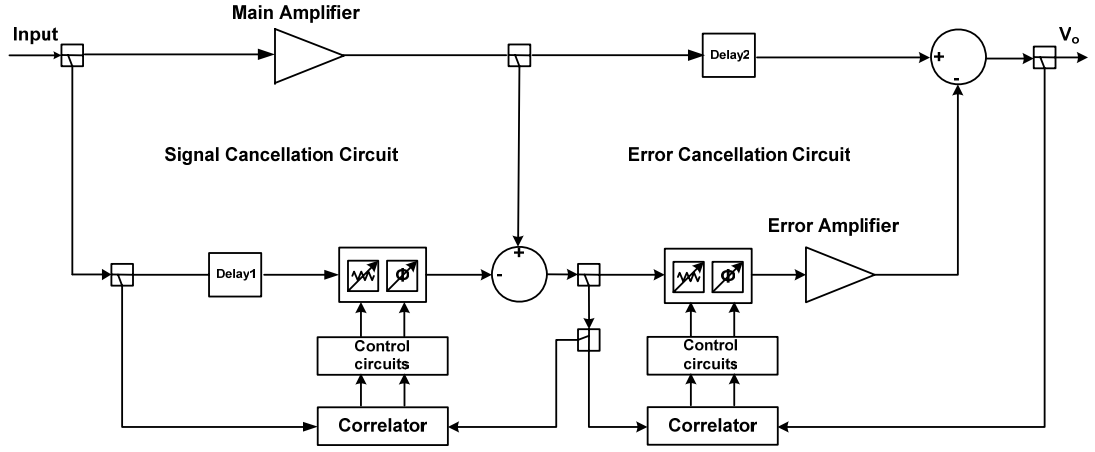 Main Amplifier
Input
Vo
Delay2
+
-
Signal Cancellation Circuit
Error Cancellation Circuit
Error Amplifier
+
Delay1
Φ
-
Φ
Control
circuits
Control
circuits
Correlator
Correlator